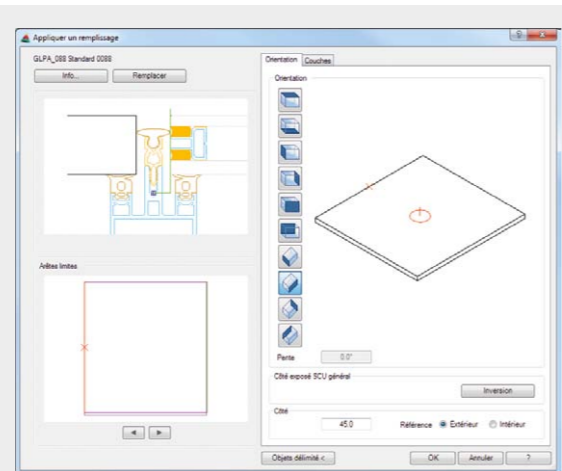 Appliquer un remplissage
GLPA_088 Standard 0088
Info...
Remplacer
Arêtes limites
Orientation
Couches
Orientation
Pente
0.0°
Côté exposé SCU général
Inversion
Côté
45.0
Référence
Extérieur
Intérieur
Objets délimité <
OK
Annuler
?